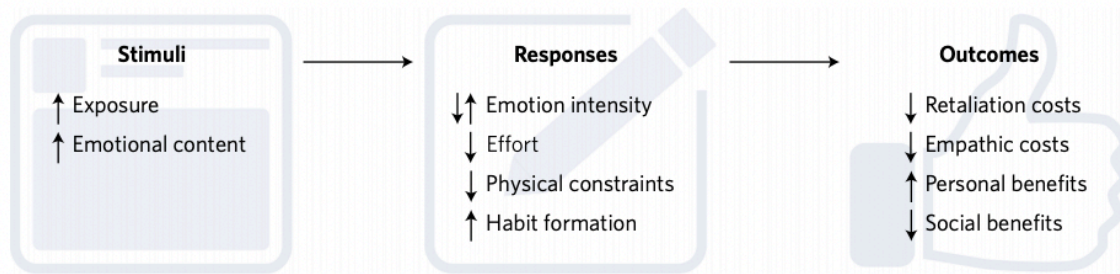 Stimuli
↑ Exposure
↑ Emotional content
Responses
↓↑ Emotion intensity
↓ Effort
↓ Physical constraints
↑ Habit formation
Outcomes
↓ Retaliation costs
↓ Empathic costs
↑ Personal benefits
↓ Social benefits